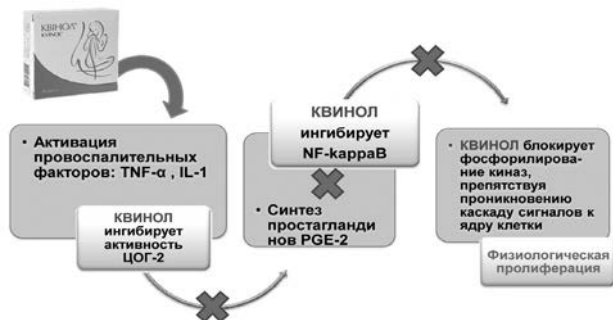 КВІНОЛ®
• Активация
провоспалительных
факторов: TNF-α , IL-1
КВИНОЛ
ингибирует
активность
ЦОГ-2
КВИНОЛ
ингибирует
NF-kappaB
• Синтез
простагланди
нов PGE-2
• КВИНОЛ блокирует
фосфорилирова-
ние киназ,
препятствуя
проникновению
каскаду сигналов к
ядру клетки
Физиологическая
пролиферация